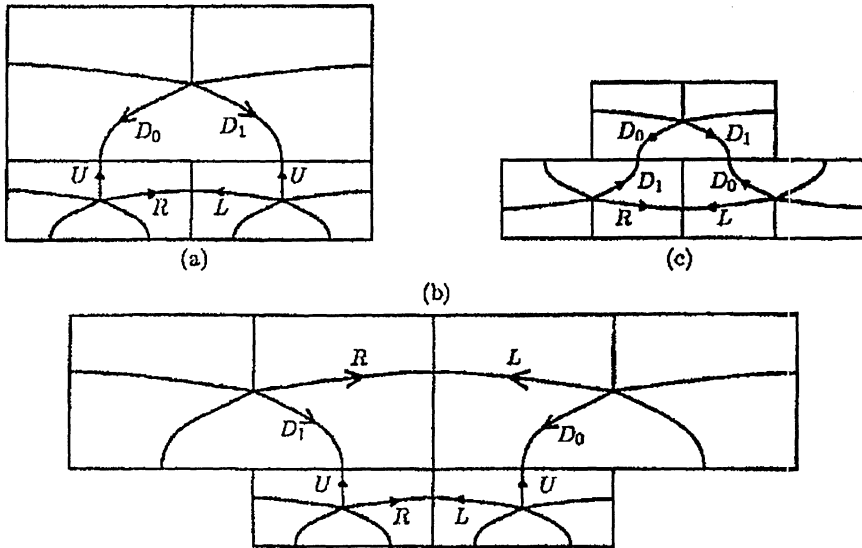 D₀ D₁
U U
R L
(a)
D₀ D₁
D₁ D₀
R L
(c)
(b)
R L
D₁ D₀
U U
R L